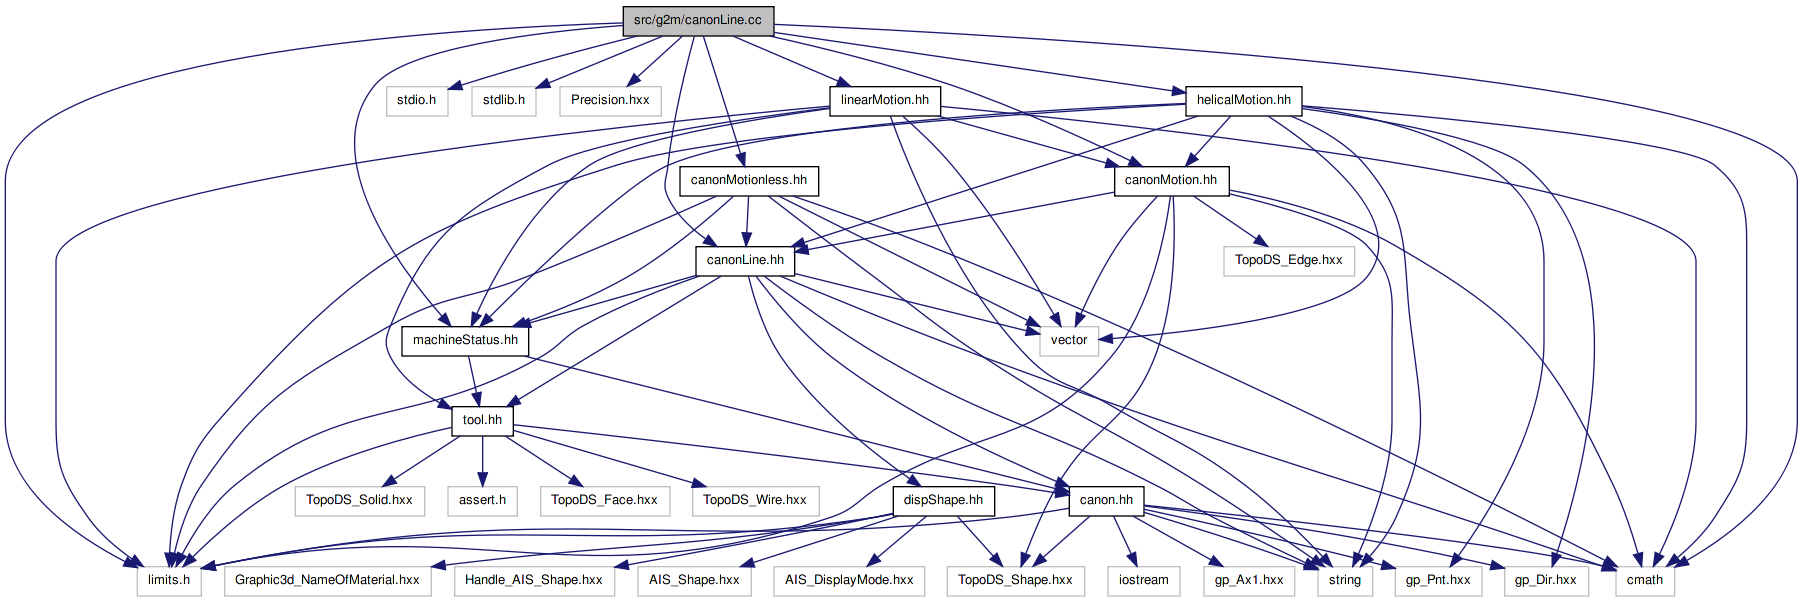 src/g2m/canonLine.cc
stdio.h
stdlib.h
Precision.hxx
linearMotion.hh
helicalMotion.hh
canonMotionless.hh
canonMotion.hh
canonLine.hh
TopoDS_Edge.hxx
machineStatus.hh
vector
tool.hh
TopoDS_Solid.hxx
assert.h
TopoDS_Face.hxx
TopoDS_Wire.hxx
dispShape.hh
canon.hh
limits.h
Graphic3d_NameOfMaterial.hxx
Handle_AIS_Shape.hxx
AIS_Shape.hxx
AIS_DisplayMode.hxx
TopoDS_Shape.hxx
iostream
gp_Ax1.hxx
string
gp_Pnt.hxx
gp_Dir.hxx
cmath